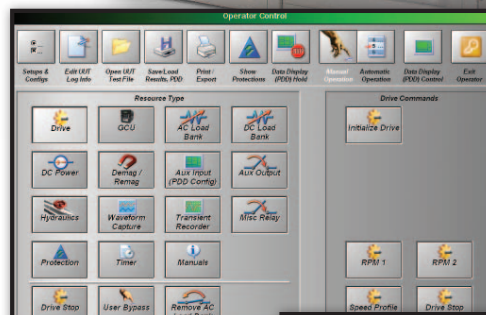 Operator Control
Setups & Configs
Edit UUT Log Info
Open UUT Test File
Save/Load Results, PDD
Print / Export
Show Protections
Data Display (PDD) Hold
Manual Operation
Automatic Operation
Data Display (PDD) Control
Exit Operator
Resource Type
Drive Commands
Drive
GCU
AC Load Bank
DC Load Bank
Initialize Drive
DC Power
Demag / Remag
Aux Input (PDD Config)
Aux Output
Hydraulics
Waveform Capture
Transient Recorder
Misc Relay
Protection
Timer
Manuals
RPM 1
RPM 2
Drive Stop
User Bypass
Remove AC
Speed Profile
Drive Stop